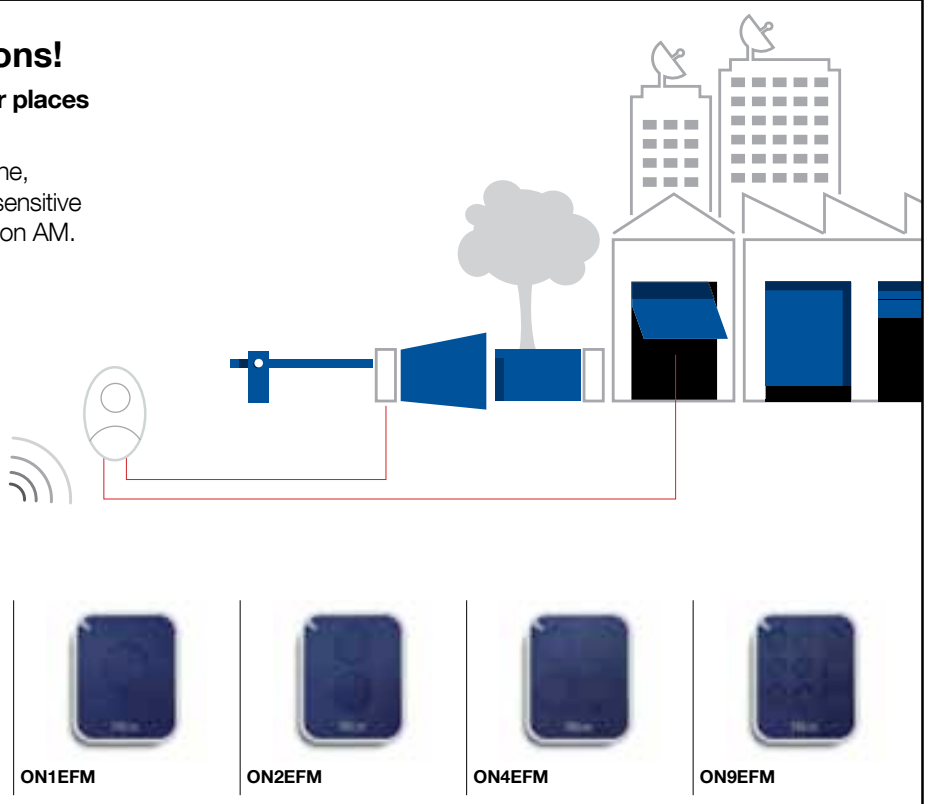 ons!
r places
ne,
sensitive
on AM.
ON1EFM
ON2EFM
ON4EFM
ON9EFM